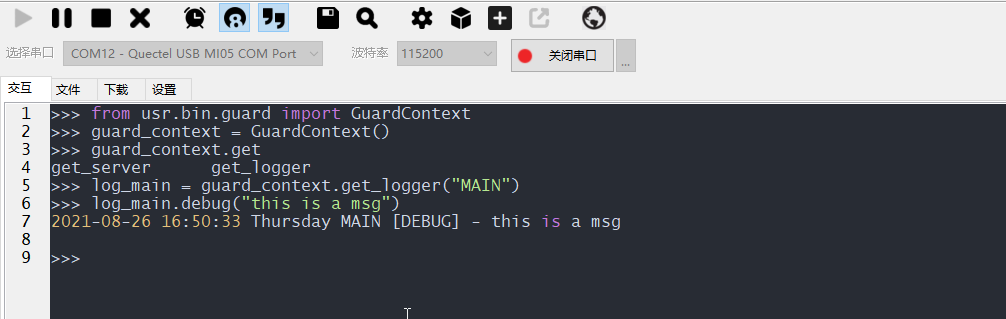 选择串口 COM12 - Quectel USB MI05 COM Port 波特率 115200 关闭串口 ...
交互 文件 下载 设置
1 >>> from usr.bin.guard import GuardContext
2 >>> guard_context = GuardContext()
3 >>> guard_context.get
4 get_server      get_logger
5 >>> log_main = guard_context.get_logger("MAIN")
6 >>> log_main.debug("this is a msg")
7 2021-08-26 16:50:33 Thursday MAIN [DEBUG] - this is a msg
8
9 >>>